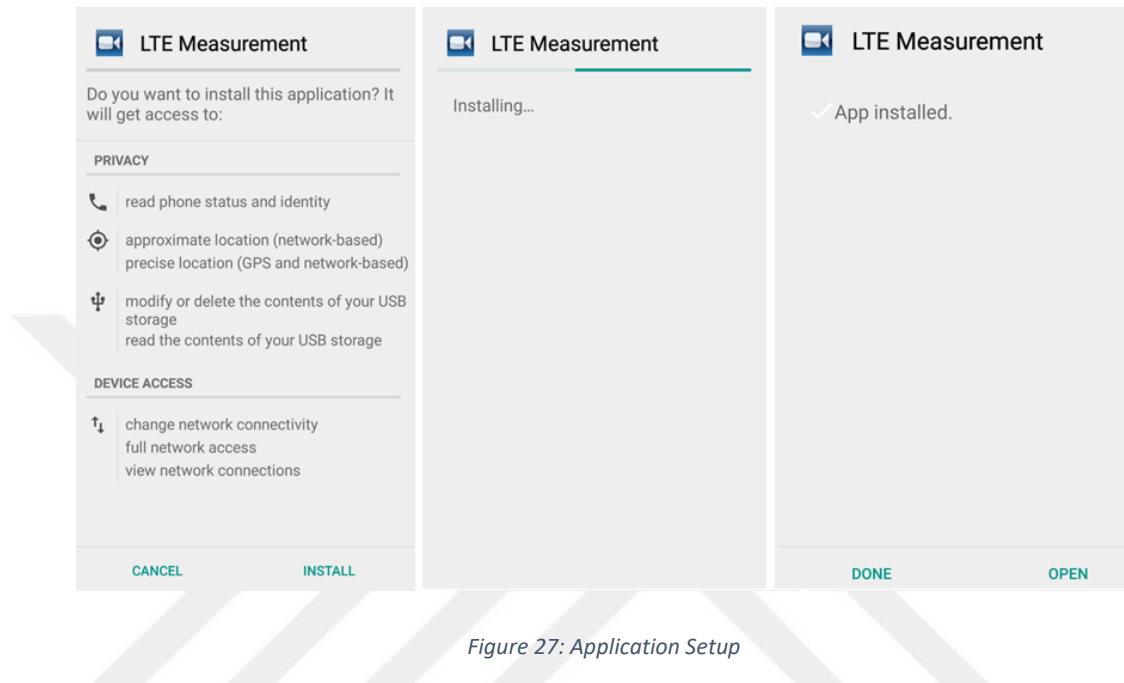 LTE Measurement
Do you want to install this application? It
will get access to:
PRIVACY
read phone status and identity
approximate location (network-based)
precise location (GPS and network-based)
modify or delete the contents of your USB
storage
read the contents of your USB storage
DEVICE ACCESS
change network connectivity
full network access
view network connections
CANCEL INSTALL
LTE Measurement
Installing...
LTE Measurement
App installed.
DONE OPEN
Figure 27: Application Setup